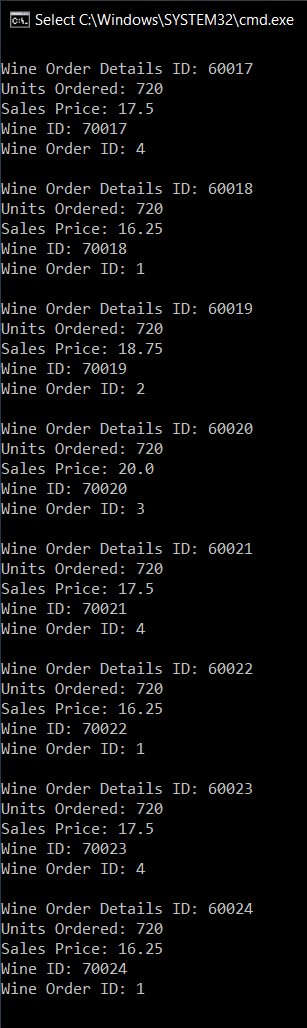 Select C:\Windows\SYSTEM32\cmd.exe
Wine Order Details ID: 60017
Units Ordered: 720
Sales Price: 17.5
Wine ID: 70017
Wine Order ID: 4
Wine Order Details ID: 60018
Units Ordered: 720
Sales Price: 16.25
Wine ID: 70018
Wine Order ID: 1
Wine Order Details ID: 60019
Units Ordered: 720
Sales Price: 18.75
Wine ID: 70019
Wine Order ID: 2
Wine Order Details ID: 60020
Units Ordered: 720
Sales Price: 20.0
Wine ID: 70020
Wine Order ID: 3
Wine Order Details ID: 60021
Units Ordered: 720
Sales Price: 17.5
Wine ID: 70021
Wine Order ID: 4
Wine Order Details ID: 60022
Units Ordered: 720
Sales Price: 16.25
Wine ID: 70022
Wine Order ID: 1
Wine Order Details ID: 60023
Units Ordered: 720
Sales Price: 17.5
Wine ID: 70023
Wine Order ID: 4
Wine Order Details ID: 60024
Units Ordered: 720
Sales Price: 16.25
Wine ID: 70024
Wine Order ID: 1